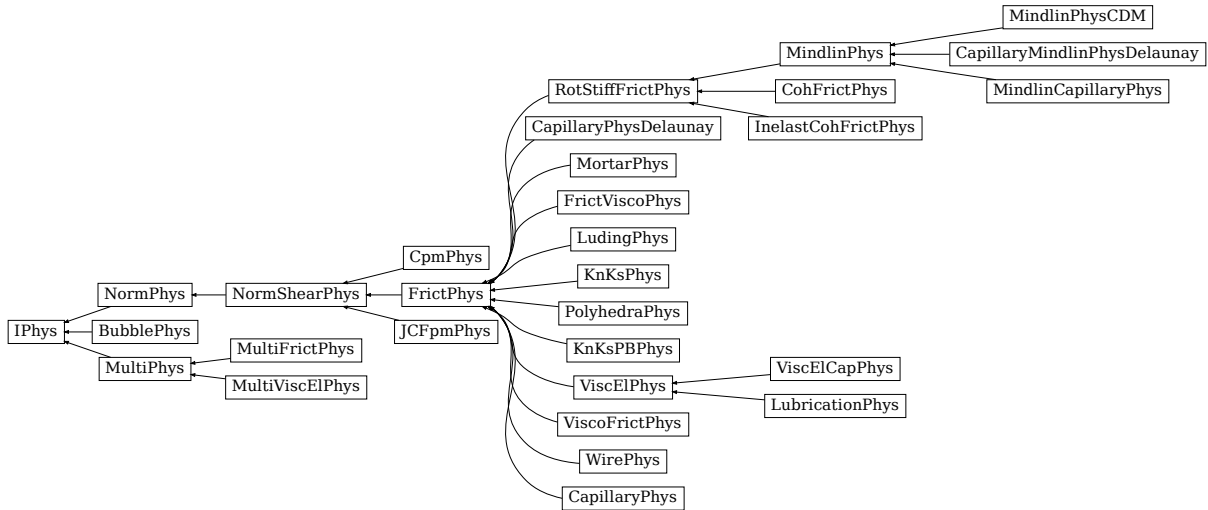 MindlinPhysCDM
MindlinPhys
CapillaryMindlinPhysDelaunay
RotStiffFrictPhys
CohFrictPhys
MindlinCapillaryPhys
CapillaryPhysDelaunay
InelastCohFrictPhys
MortarPhys
FrictViscoPhys
LudingPhys
CpmPhys
KnKsPhys
NormPhys
NormShearPhys
FrictPhys
PolyhedraPhys
IPhys
BubblePhys
JCFpmPhys
MultiFrictPhys
KnKsPBPhys
MultiPhys
ViscElCapPhys
MultiViscElPhys
ViscElPhys
LubricationPhys
ViscoFrictPhys
WirePhys
CapillaryPhys